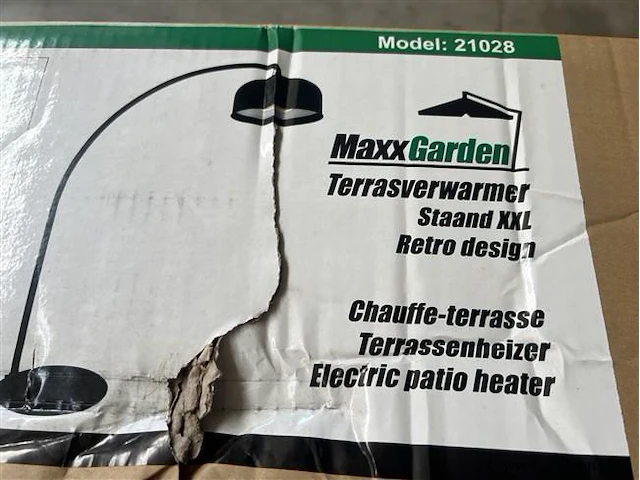 Model: 21028
MaxxGarden
Terrasverwarmer
Staand XXL
Retro design
Chauffe-terrasse
Terrassenheizer
Electric patio heater